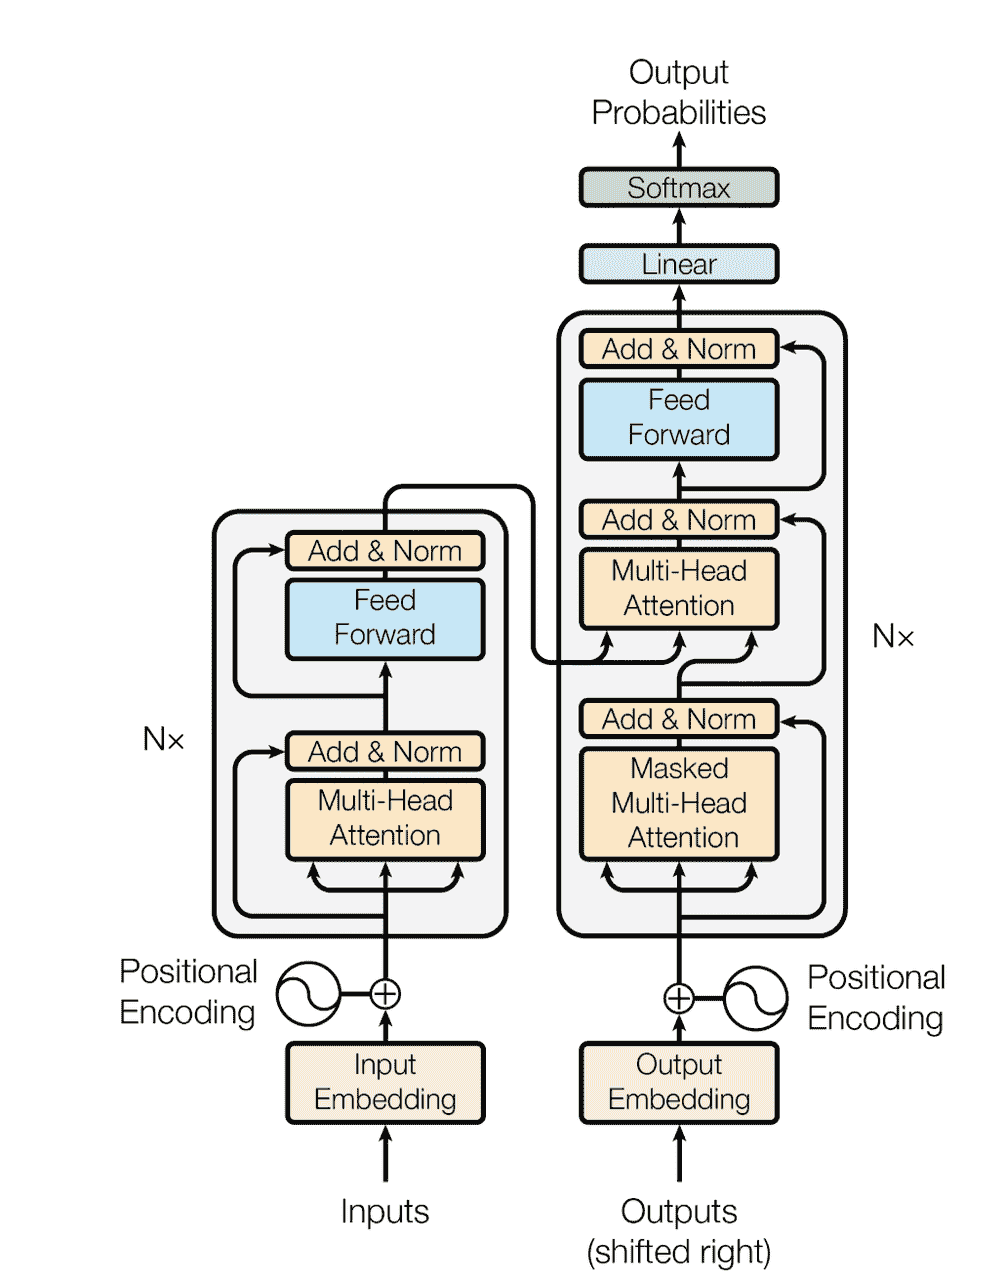 Output
Probabilities
Softmax
Linear
Add & Norm
Feed
Forward
Add & Norm
Multi-Head
Attention
Add & Norm
Masked
Multi-Head
Attention
Nx
Add & Norm
Feed
Forward
Add & Norm
Multi-Head
Attention
Nx
Positional
Encoding
Positional
Encoding
Input
Embedding
Output
Embedding
Inputs
Outputs
(shifted right)